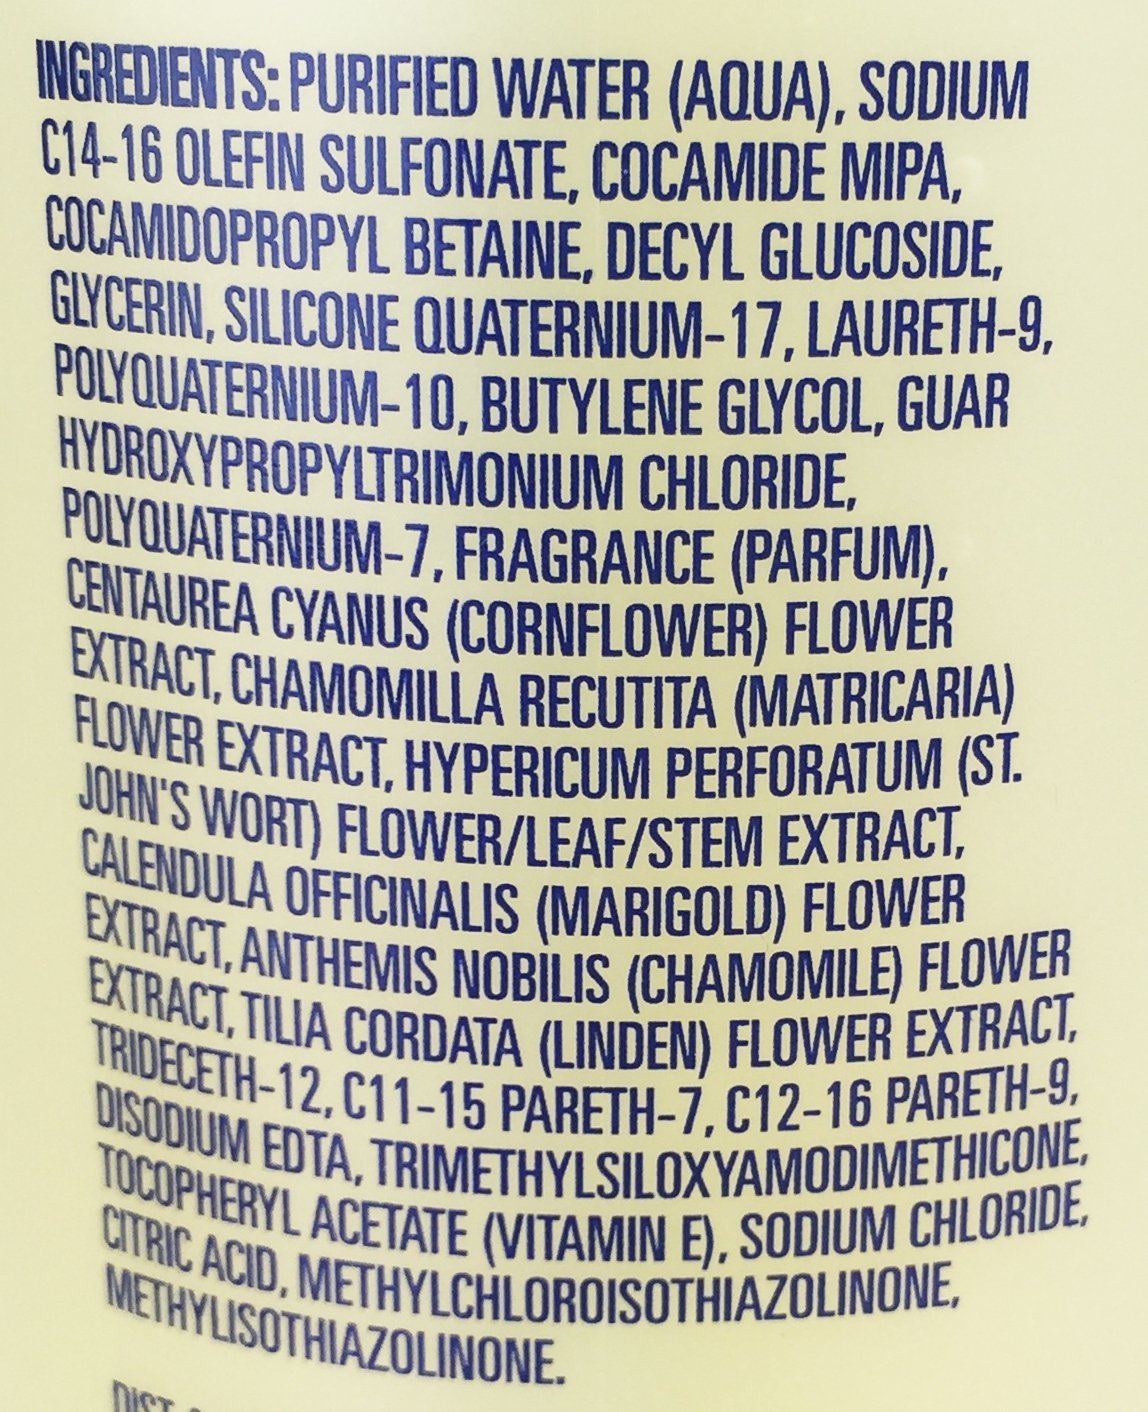 INGREDIENTS: PURIFIED WATER (AQUA), SODIUM
C14-16 OLEFIN SULFONATE, COCAMIDE MIPA,
COCAMIDOPROPYL BETAINE, DECYL GLUCOSIDE,
GLYCERIN, SILICONE QUATERNIUM-17, LAURETH-9,
POLYQUATERNIUM-10, BUTYLENE GLYCOL, GUAR
HYDROXYPROPYLTRIMONIUM CHLORIDE,
POLYQUATERNIUM-7, FRAGRANCE (PARFUM),
CENTAUREA CYANUS (CORNFLOWER) FLOWER
EXTRACT, CHAMOMILLA RECUTITA (MATRICARIA)
FLOWER EXTRACT, HYPERICUM PERFORATUM (ST.
JOHN'S WORT) FLOWER/LEAF/STEM EXTRACT,
CALENDULA OFFICINALIS (MARIGOLD) FLOWER
EXTRACT, ANTHEMIS NOBILIS (CHAMOMILE) FLOWER
EXTRACT, TILIA CORDATA (LINDEN) FLOWER EXTRACT,
TRIDECETH-12, C11-15 PARETH-7, C12-16 PARETH-9,
DISODIUM EDTA, TRIMETHYLSILOXYAMODIMETHICONE,
TOCOPHERYL ACETATE (VITAMIN E), SODIUM CHLORIDE,
CITRIC ACID, METHYLCHLOROISOTHIAZOLINONE,
METHYLISOTHIAZOLINONE.
DIST.